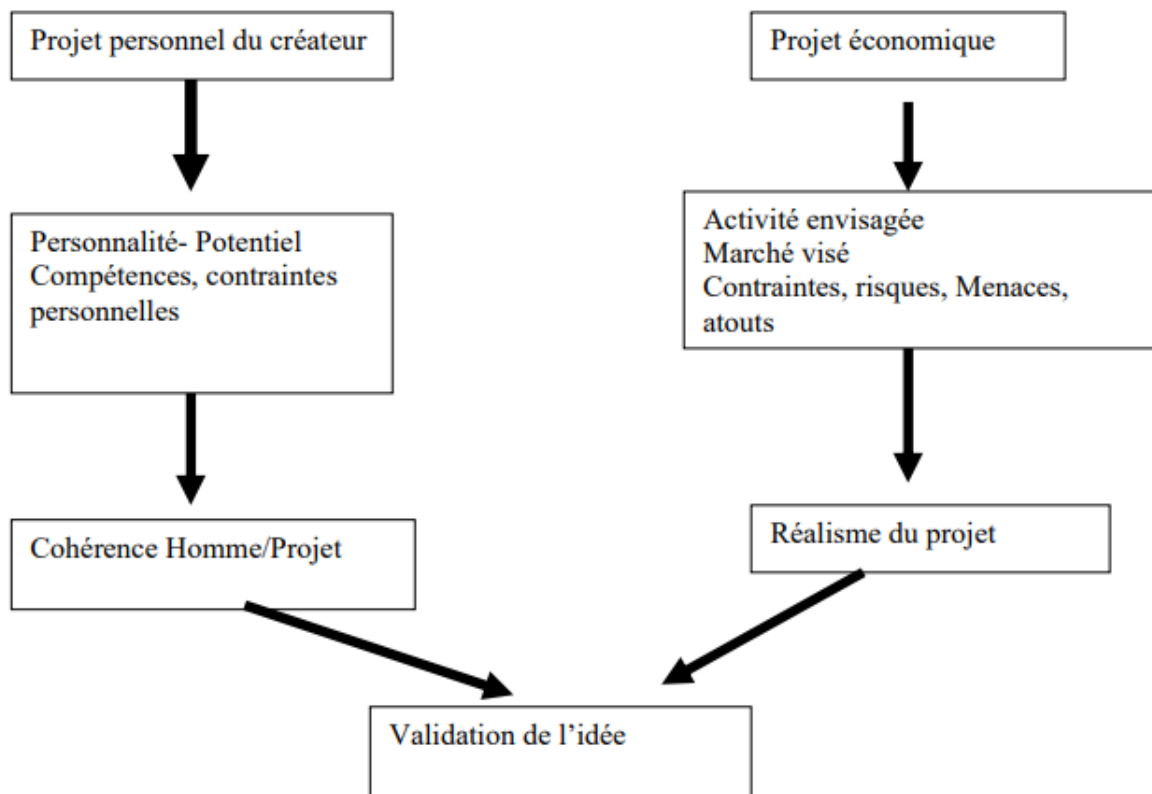 Projet personnel du créateur
Projet économique
Personnalité- Potentiel
Compétences, contraintes
personnelles
Activité envisagée
Marché visé
Contraintes, risques, Menaces,
atouts
Cohérence Homme/Projet
Réalisme du projet
Validation de l’idée